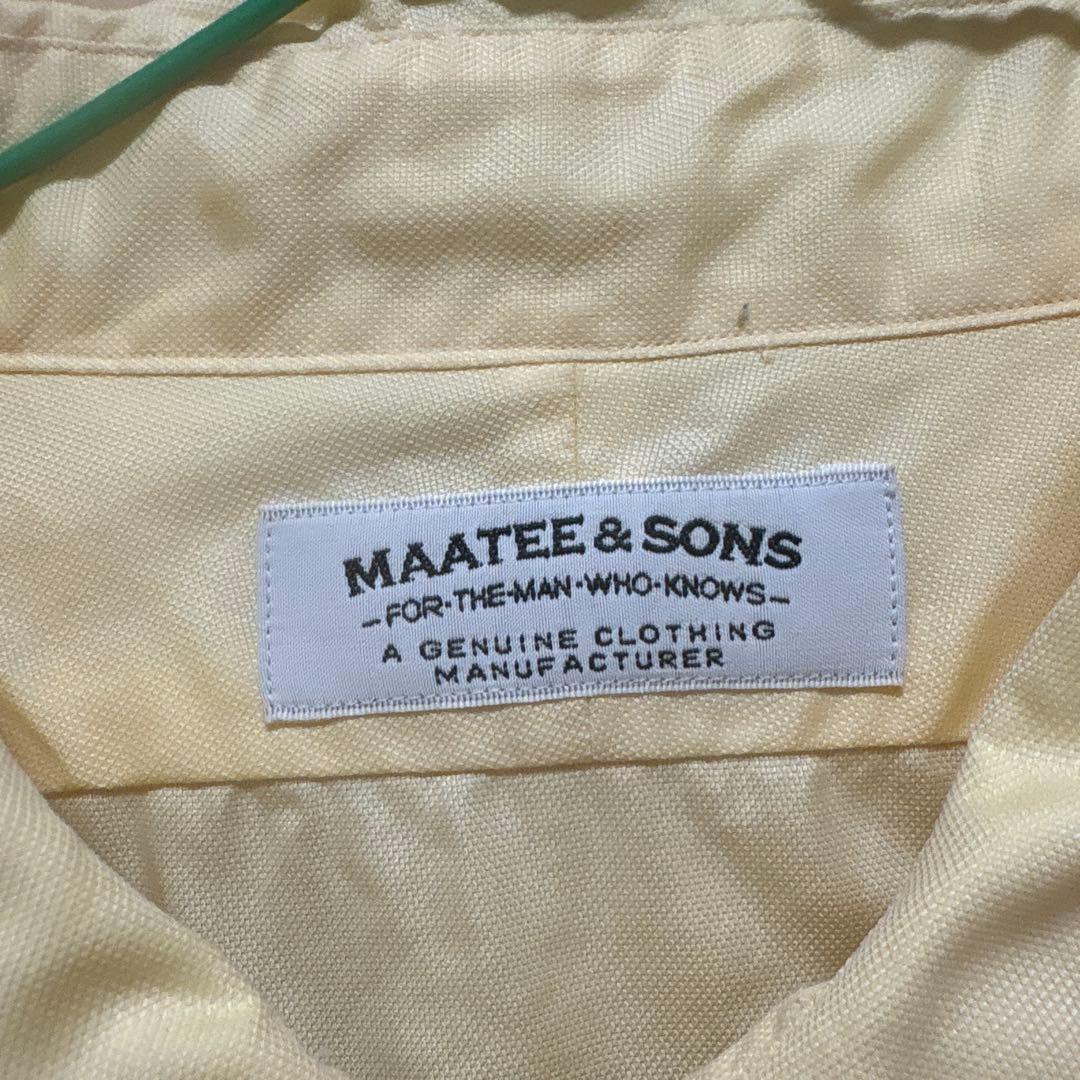 MAATEE & SONS
-FOR·THE·MAN·WHO·KNOWS-
A GENUINE CLOTHING
MANUFACTURER